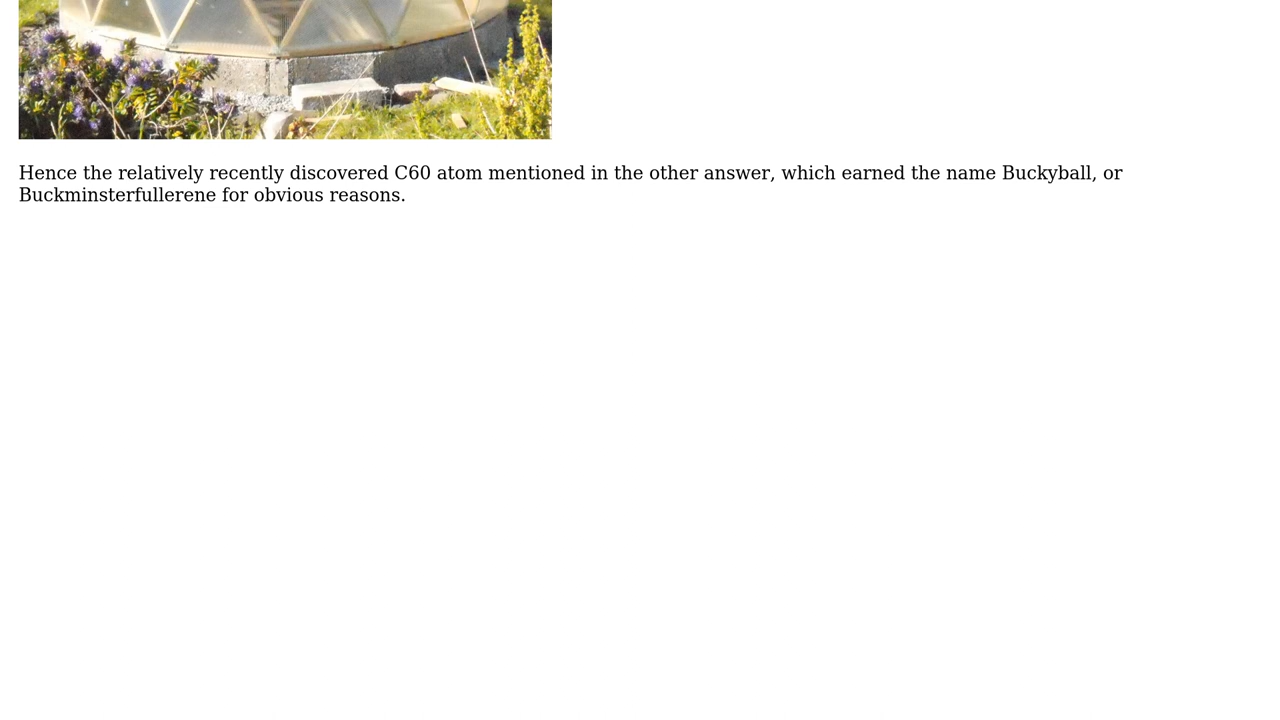 Hence the relatively recently discovered C60 atom mentioned in the other answer, which earned the name Buckyball, or
Buckminsterfullerene for obvious reasons.